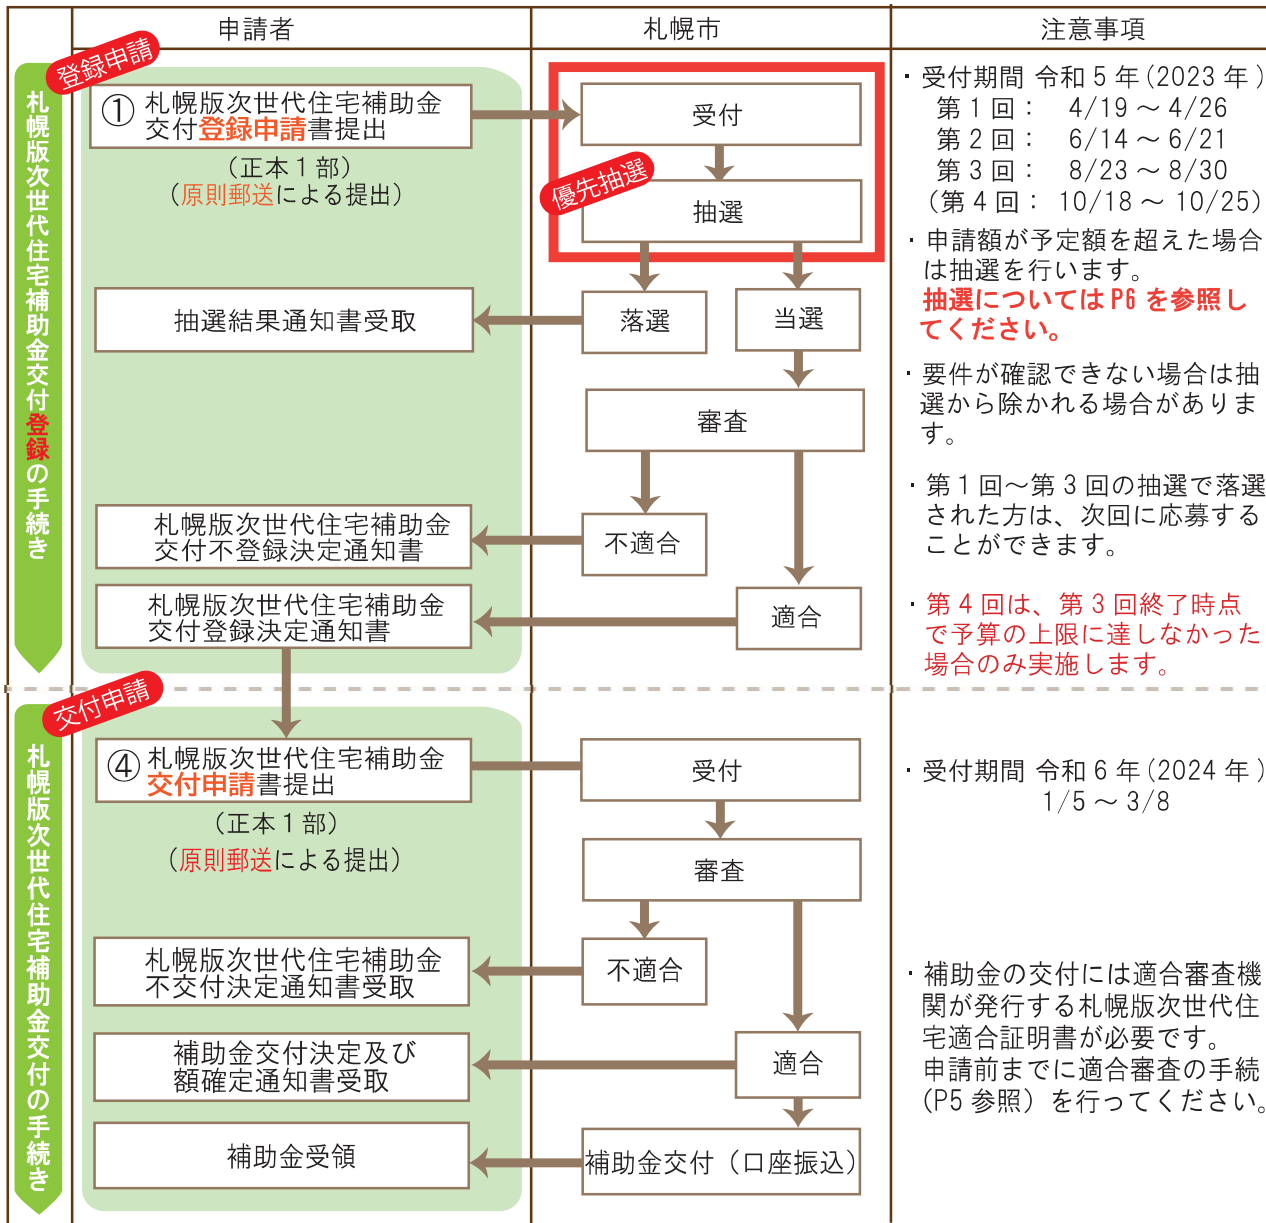 申請者
札幌市
注意事項
登録申請
札幌版次世代住宅補助金交付登録の手続き
① 札幌版次世代住宅補助金
交付登録申請書提出
（正本１部）
（原則郵送による提出）
受付
優先抽選
抽選
抽選結果通知書受取
落選
当選
審査
札幌版次世代住宅補助金
交付不登録決定通知書
不適合
札幌版次世代住宅補助金
交付登録決定通知書
適合
・受付期間 令和５年(2023 年)
第１回： 4/19 ～ 4/26
第２回： 6/14 ～ 6/21
第３回： 8/23 ～ 8/30
（第４回： 10/18 ～ 10/25）
・申請額が予定額を超えた場合
は抽選を行います。
抽選についてはP6 を参照し
てください。
・要件が確認できない場合は抽
選から除かれる場合がありま
す。
・第１回～第３回の抽選で落選
された方は、次回に応募する
ことができます。
・第４回は、第３回終了時点
で予算の上限に達しなかった
場合のみ実施します。
交付申請
札幌版次世代住宅補助金交付の手続き
④ 札幌版次世代住宅補助金
交付申請書提出
（正本１部）
（原則郵送による提出）
受付
審査
札幌版次世代住宅補助金
不交付決定通知書受取
不適合
補助金交付決定及び
額確定通知書受取
適合
補助金受領
補助金交付（口座振込）
・受付期間 令和６年(2024 年)
1/5 ～ 3/8
・補助金の交付には適合審査機
関が発行する札幌版次世代住
宅適合証明書が必要です。
申請前までに適合審査の手続
(P5 参照）を行ってください。